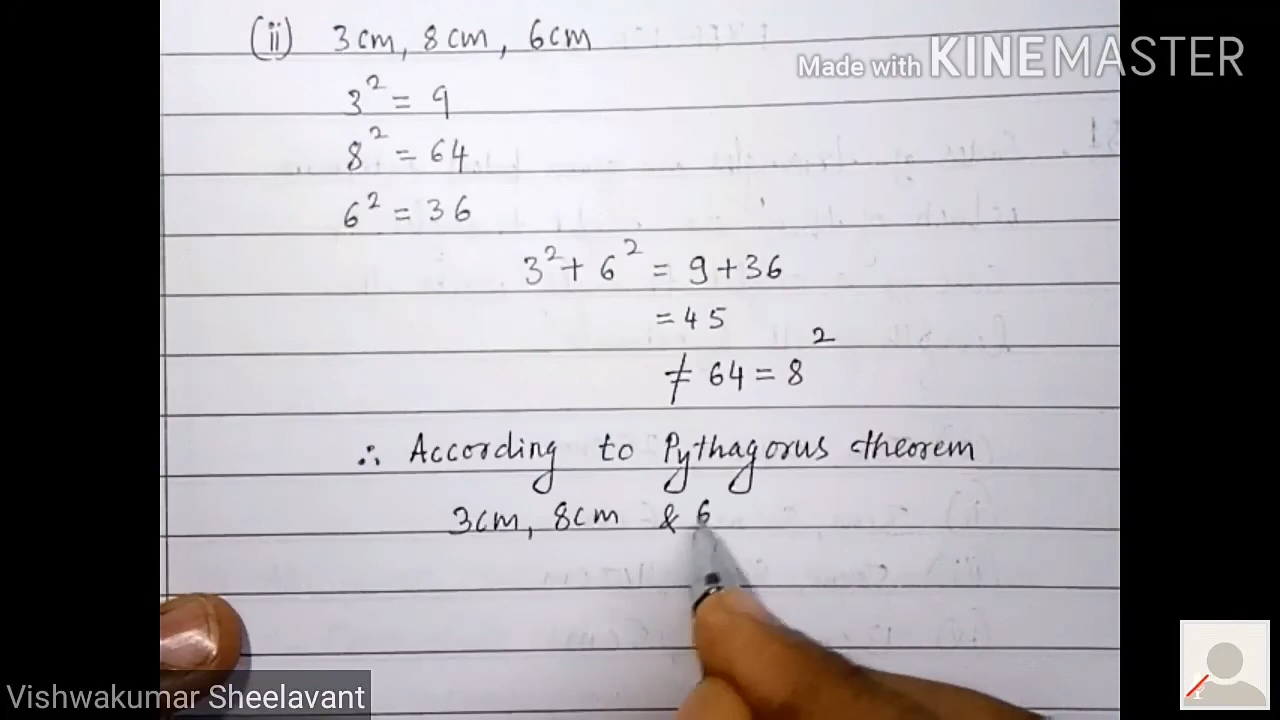 (ii) 3cm, 8cm, 6cm
Made with KINEMASTER
3² = 9
8² = 64
6² = 36
3² + 6² = 9 + 36
= 45
≠ 64 = 8²
∴ According to Pythagorus theorem
3cm, 8cm & 6
Vishwakumar Sheelavant